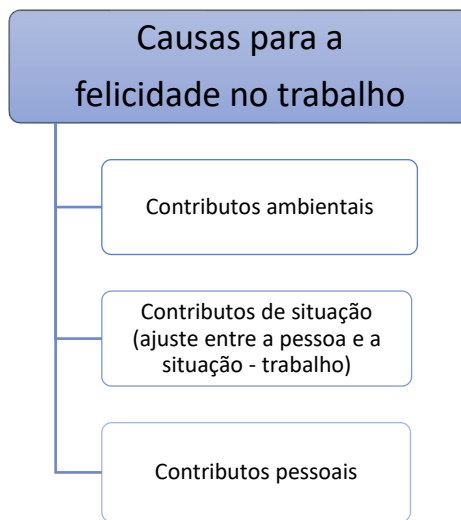 Causas para a
felicidade no trabalho
Contributos ambientais
Contributos de situação
(ajuste entre a pessoa e a
situação - trabalho)
Contributos pessoais